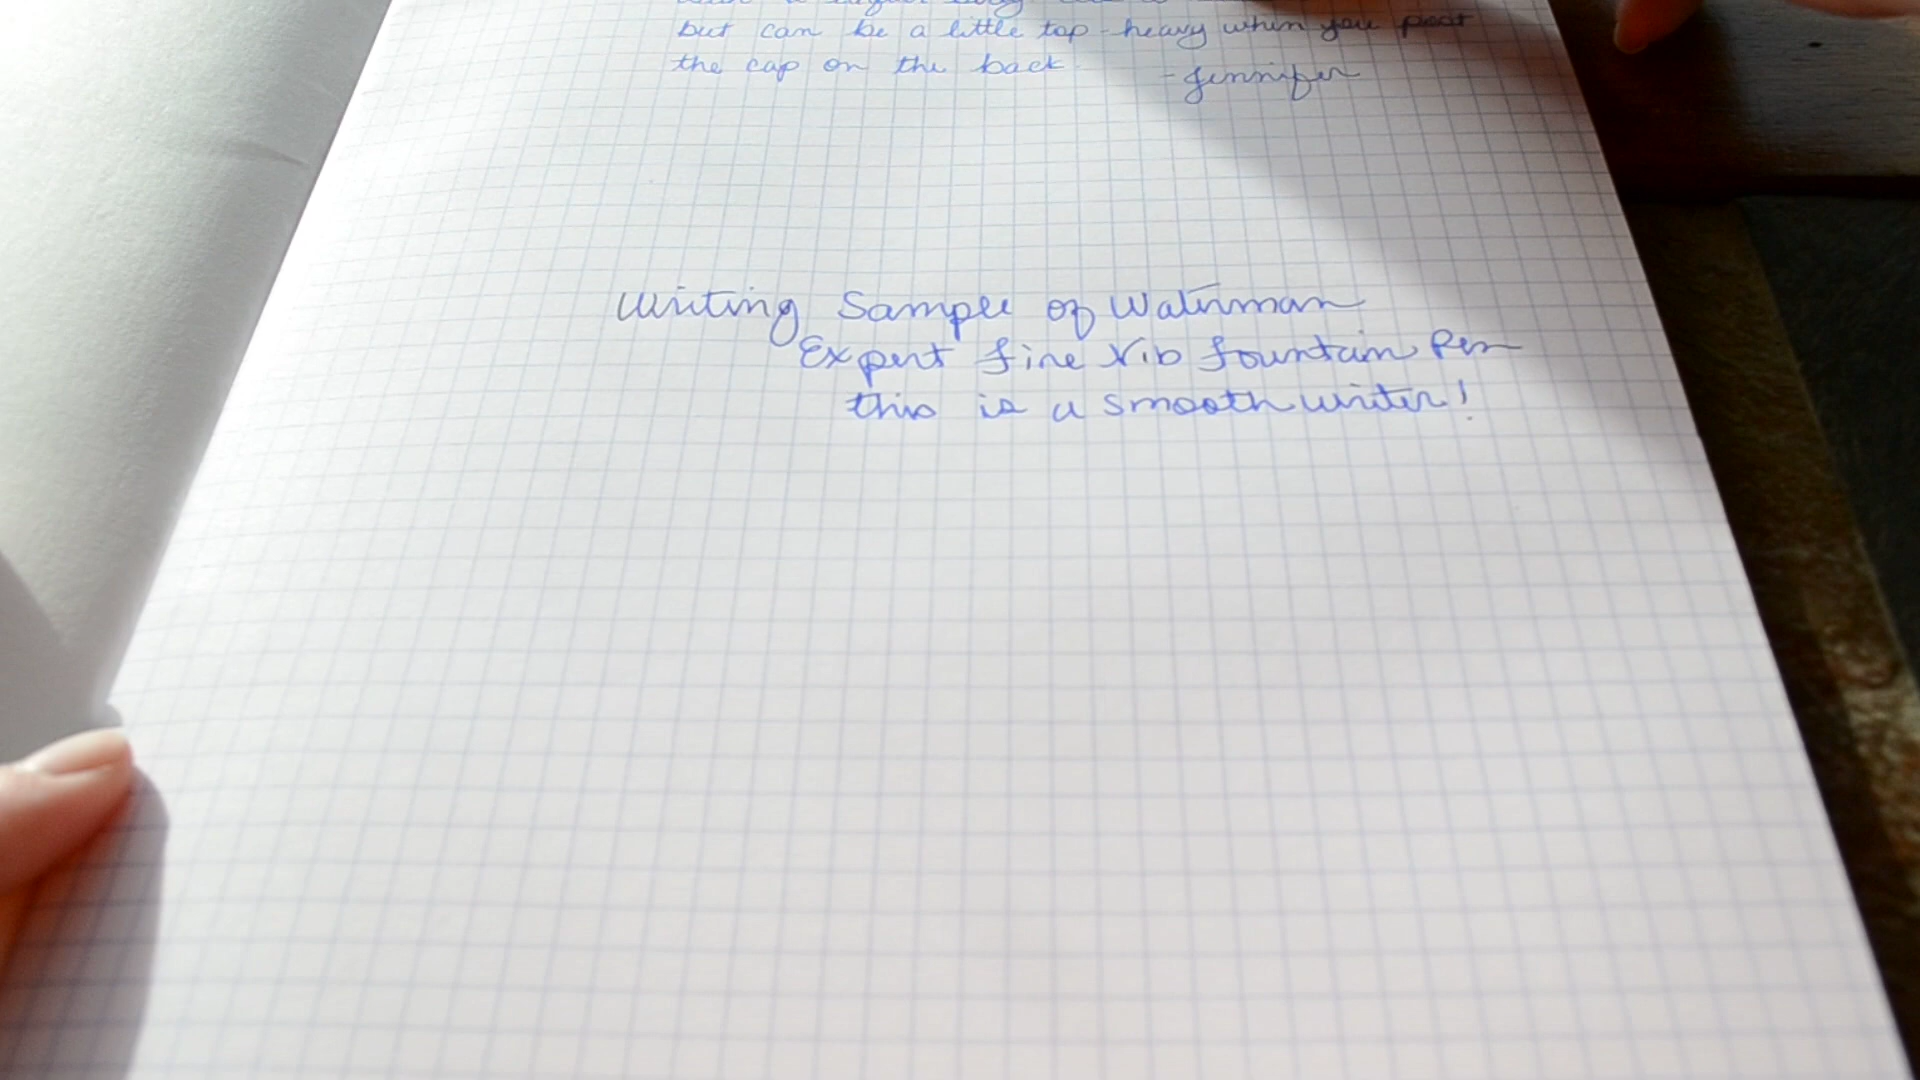 but can be a little top-heavy when you post
the cap on the back. -Jennifer
Writing Sample of Waterman
Expert fine Nib fountain Pen
this is a smooth writer!